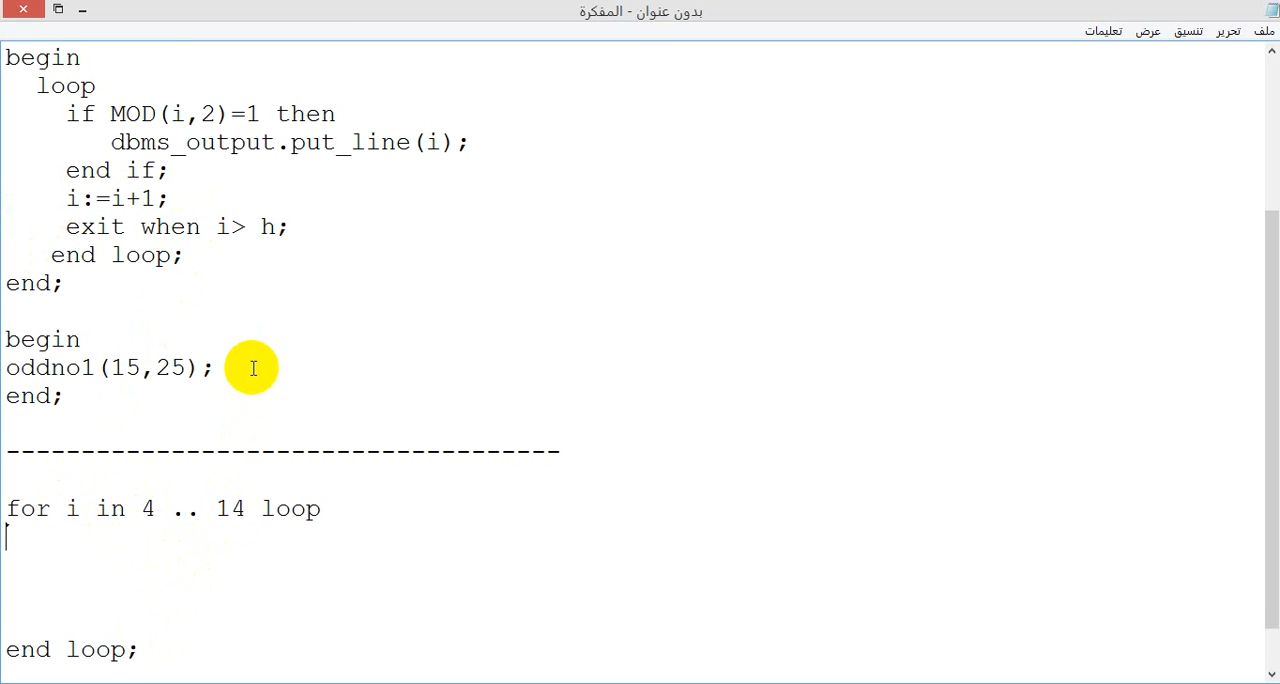 بدون عنوان - المفكرة
ملف تحرير تنسيق عرض تعليمات
begin
loop
if MOD(i,2)=1 then
dbms_output.put_line(i);
end if;
i:=i+1;
exit when i> h;
end loop;
end;
begin
oddno1(15,25);
end;
-------------------------------------
for i in 4 .. 14 loop
end loop;